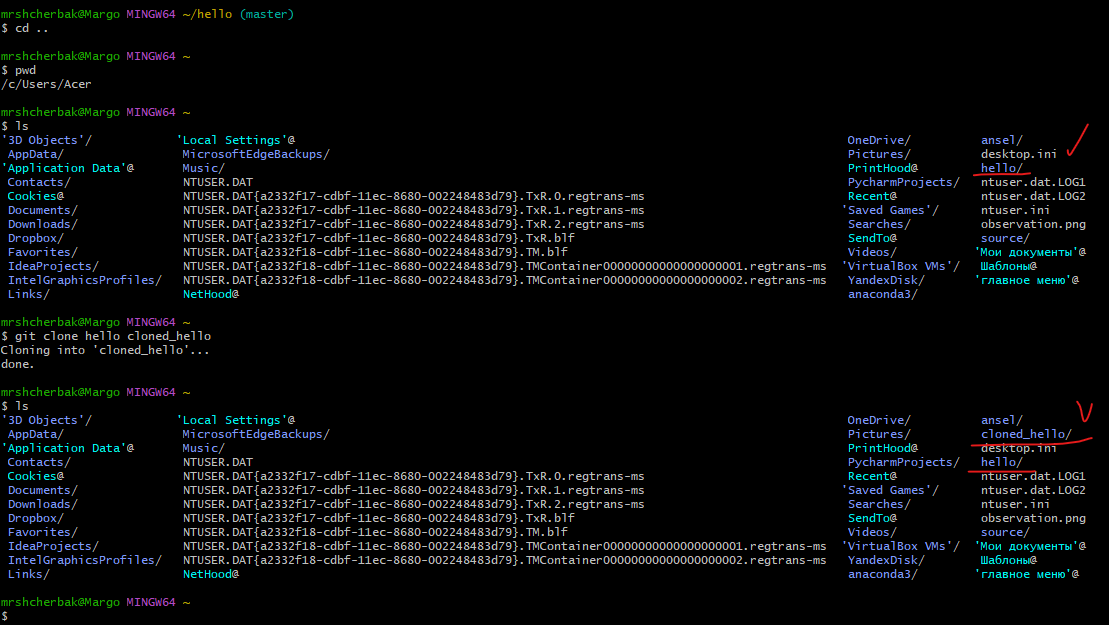 mrshcherbak@Margo MINGW64 ~/hello (master)
$ cd ..
mrshcherbak@Margo MINGW64 ~
$ pwd
/c/Users/Acer
mrshcherbak@Margo MINGW64 ~
$ ls
'3D Objects'/ 'Local Settings'@ OneDrive/ ansel/
AppData/ MicrosoftEdgeBackups/ Pictures/ desktop.ini
'Application Data'@ Music/ PrintHood@ hello/
Contacts/ NTUSER.DAT PycharmProjects/ ntuser.dat.LOG1
Cookies@ NTUSER.DAT{a2332f17-cdbf-11ec-8680-002248483d79}.TxR.0.regtrans-ms Recent@ ntuser.dat.LOG2
Documents/ NTUSER.DAT{a2332f17-cdbf-11ec-8680-002248483d79}.TxR.1.regtrans-ms 'Saved Games'/ ntuser.ini
Downloads/ NTUSER.DAT{a2332f17-cdbf-11ec-8680-002248483d79}.TxR.2.regtrans-ms Searches/ observation.png
Dropbox/ NTUSER.DAT{a2332f17-cdbf-11ec-8680-002248483d79}.TxR.blf SendTo@ source/
Favorites/ NTUSER.DAT{a2332f18-cdbf-11ec-8680-002248483d79}.TM.blf Videos/ 'Мои документы'@
IdeaProjects/ NTUSER.DAT{a2332f18-cdbf-11ec-8680-002248483d79}.TMContainer00000000000000000001.regtrans-ms 'VirtualBox VMs'/ Шаблоны@
IntelGraphicsProfiles/ NTUSER.DAT{a2332f18-cdbf-11ec-8680-002248483d79}.TMContainer00000000000000000002.regtrans-ms YandexDisk/ 'главное меню'@
Links/ NetHood@ anaconda3/
mrshcherbak@Margo MINGW64 ~
$ git clone hello cloned_hello
Cloning into 'cloned_hello'...
done.
mrshcherbak@Margo MINGW64 ~
$ ls
'3D Objects'/ 'Local Settings'@ OneDrive/ ansel/
AppData/ MicrosoftEdgeBackups/ Pictures/ cloned_hello/
'Application Data'@ Music/ PrintHood@ desktop.ini
Contacts/ NTUSER.DAT PycharmProjects/ hello/
Cookies@ NTUSER.DAT{a2332f17-cdbf-11ec-8680-002248483d79}.TxR.0.regtrans-ms Recent@ ntuser.dat.LOG1
Documents/ NTUSER.DAT{a2332f17-cdbf-11ec-8680-002248483d79}.TxR.1.regtrans-ms 'Saved Games'/ ntuser.dat.LOG2
Downloads/ NTUSER.DAT{a2332f17-cdbf-11ec-8680-002248483d79}.TxR.2.regtrans-ms Searches/ ntuser.ini
Dropbox/ NTUSER.DAT{a2332f17-cdbf-11ec-8680-002248483d79}.TxR.blf SendTo@ observation.png
Favorites/ NTUSER.DAT{a2332f18-cdbf-11ec-8680-002248483d79}.TM.blf Videos/ source/
IdeaProjects/ NTUSER.DAT{a2332f18-cdbf-11ec-8680-002248483d79}.TMContainer00000000000000000001.regtrans-ms 'VirtualBox VMs'/ 'Мои документы'@
IntelGraphicsProfiles/ NTUSER.DAT{a2332f18-cdbf-11ec-8680-002248483d79}.TMContainer00000000000000000002.regtrans-ms YandexDisk/ Шаблоны@
Links/ NetHood@ anaconda3/ 'главное меню'@
mrshcherbak@Margo MINGW64 ~
$